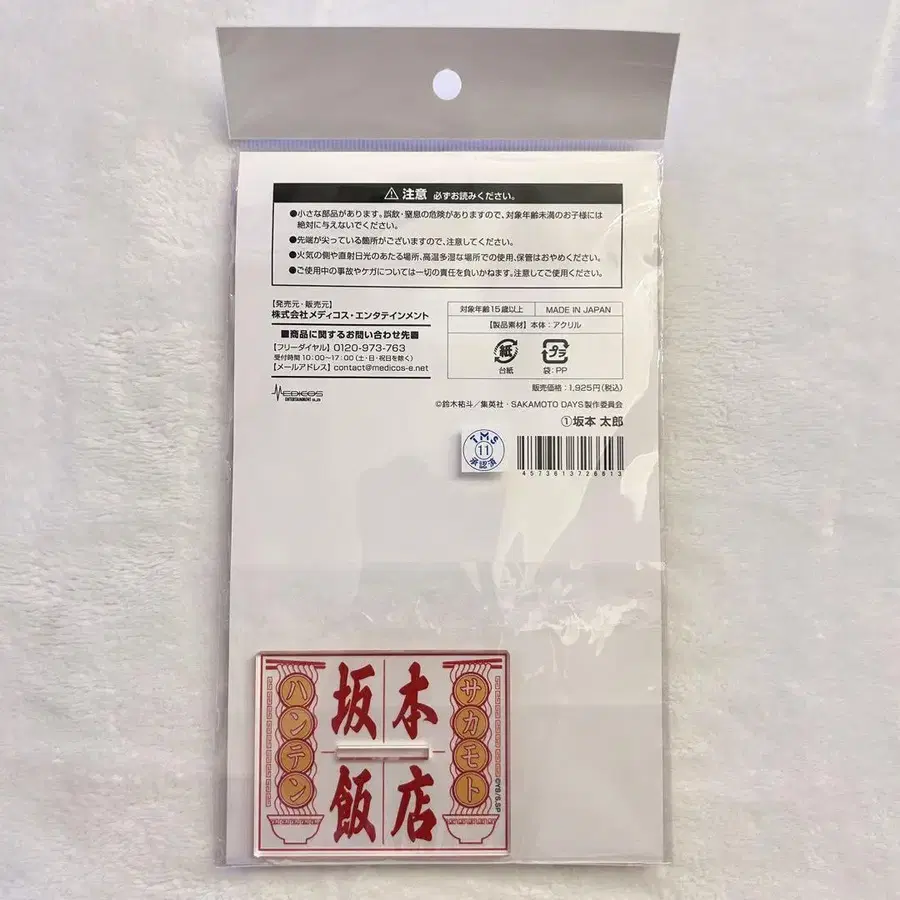 ⚠ 注意 必ずお読みください。
●小さな部品があります。誤飲・窒息の危険がありますので、対象年齢未満のお子様には
絶対に与えないでください。
●先端が尖っている箇所がございますので、注意してください。
●火気の側や直射日光のあたる場所、高温多湿な場所での使用、保管はおやめください。
●ご使用中の事故やケガについては一切の責任を負いかねます。注意してご使用ください。
【発売元・販売元】
株式会社メディコス・エンタテインメント
■商品に関するお問い合わせ先■
【フリーダイヤル】0120-973-763
受付時間 10:00~17:00(土・日・祝日を除く)
【メールアドレス】contact@medicos-e.net
MEDICOS
ENTERTAINMENT co.,ltd
対象年齢15歳以上 MADE IN JAPAN
【製品素材】本体:アクリル
紙 プラ
台紙 袋:PP
販売価格:1,925円(税込)
©鈴木祐斗/集英社・SAKAMOTO DAYS製作委員会
①坂本 太郎
TMS
11
承認済
4573613726813
坂本
飯店
サカモト
ハンテン
©YS/S,SP